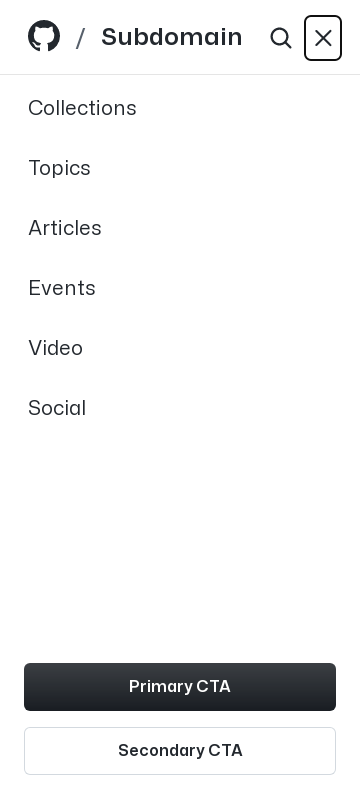 / Subdomain
Collections
Topics
Articles
Events
Video
Social
Primary CTA
Secondary CTA